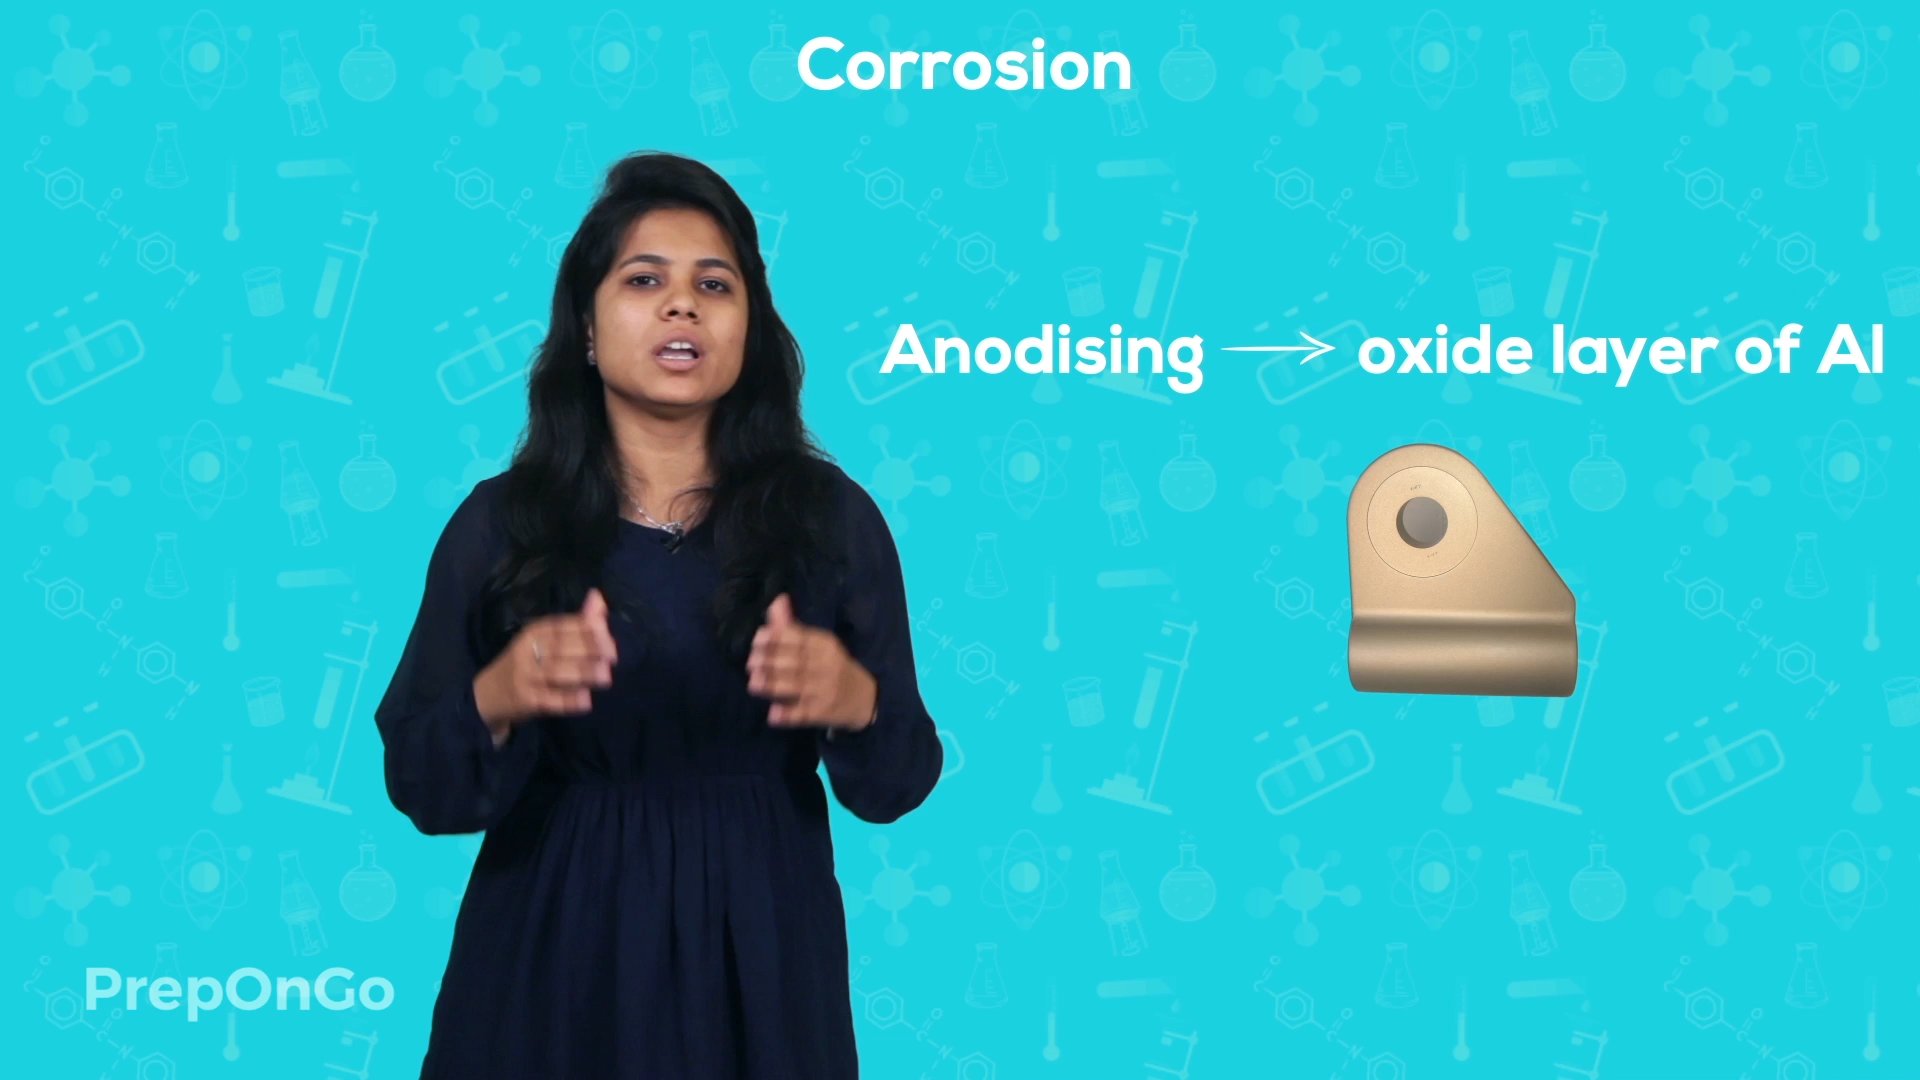 Corrosion
Anodising → oxide layer of Al
PrepOnGo